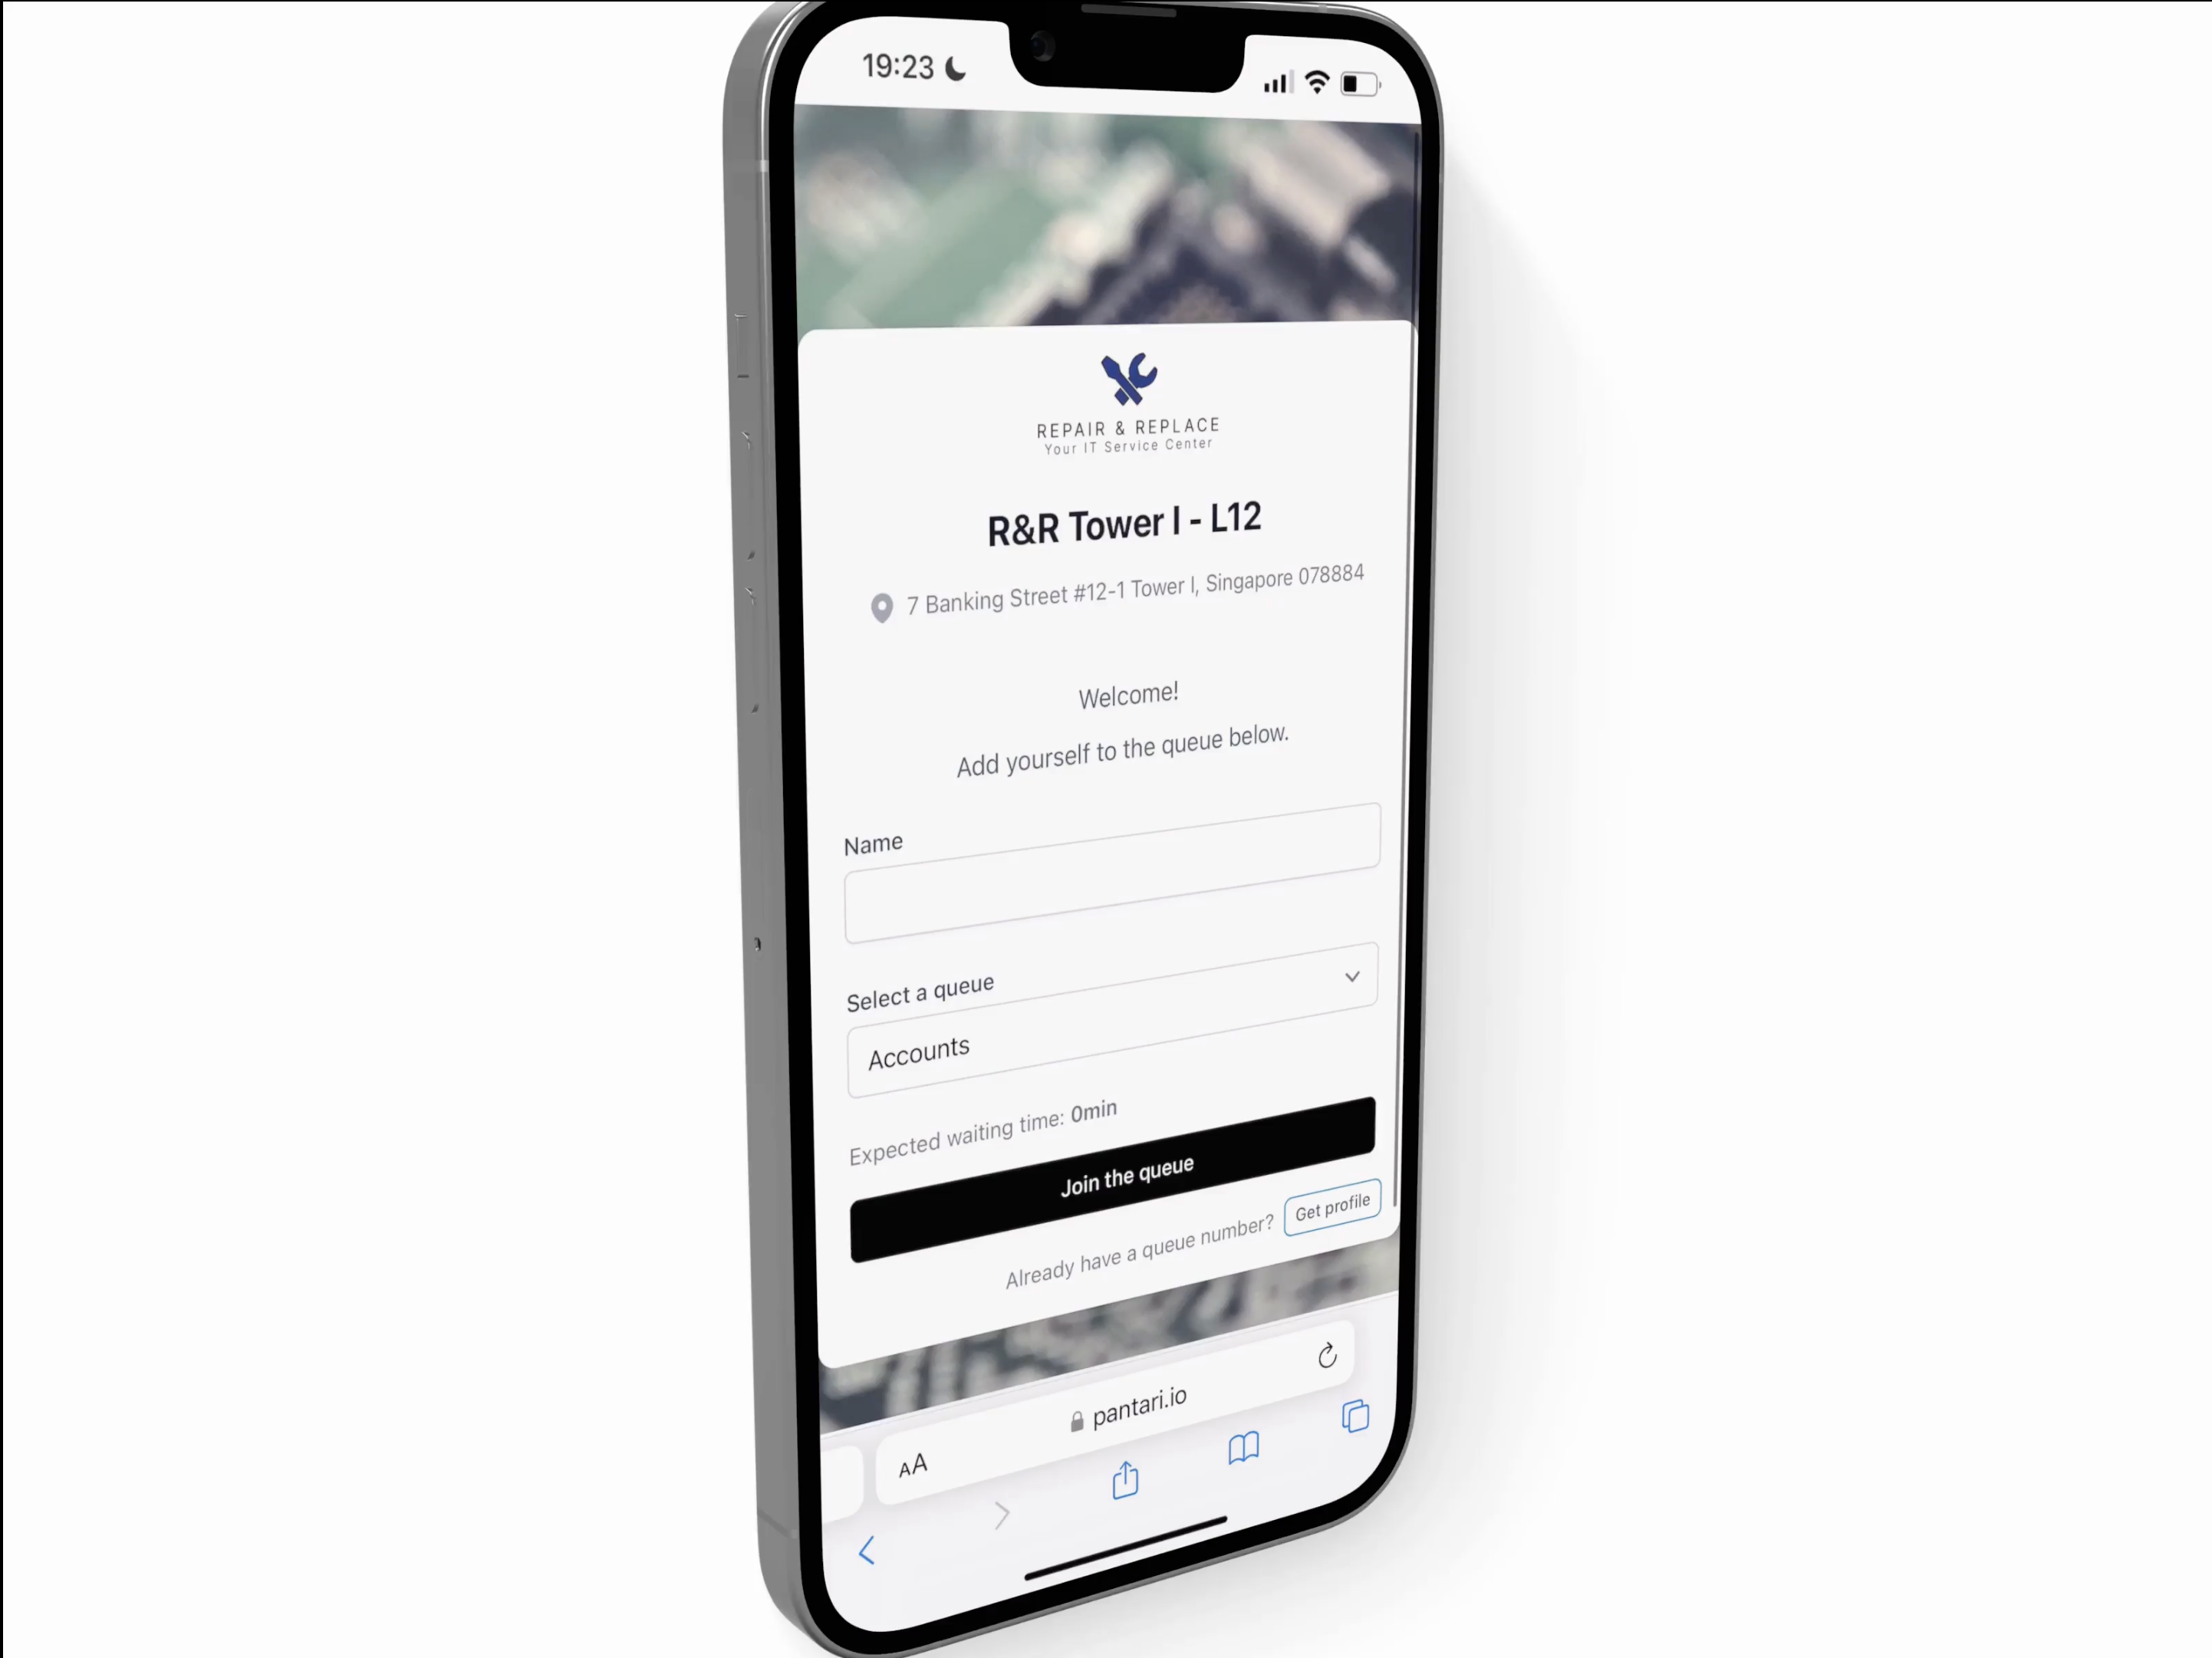 19:23
REPAIR & REPLACE
Your IT Service Center
R&R Tower I - L12
7 Banking Street #12-1 Tower I, Singapore 078884
Welcome!
Add yourself to the queue below.
Name
Select a queue
Accounts
Expected waiting time: 0min
Join the queue
Already have a queue number? Get profile
AA pantari.io